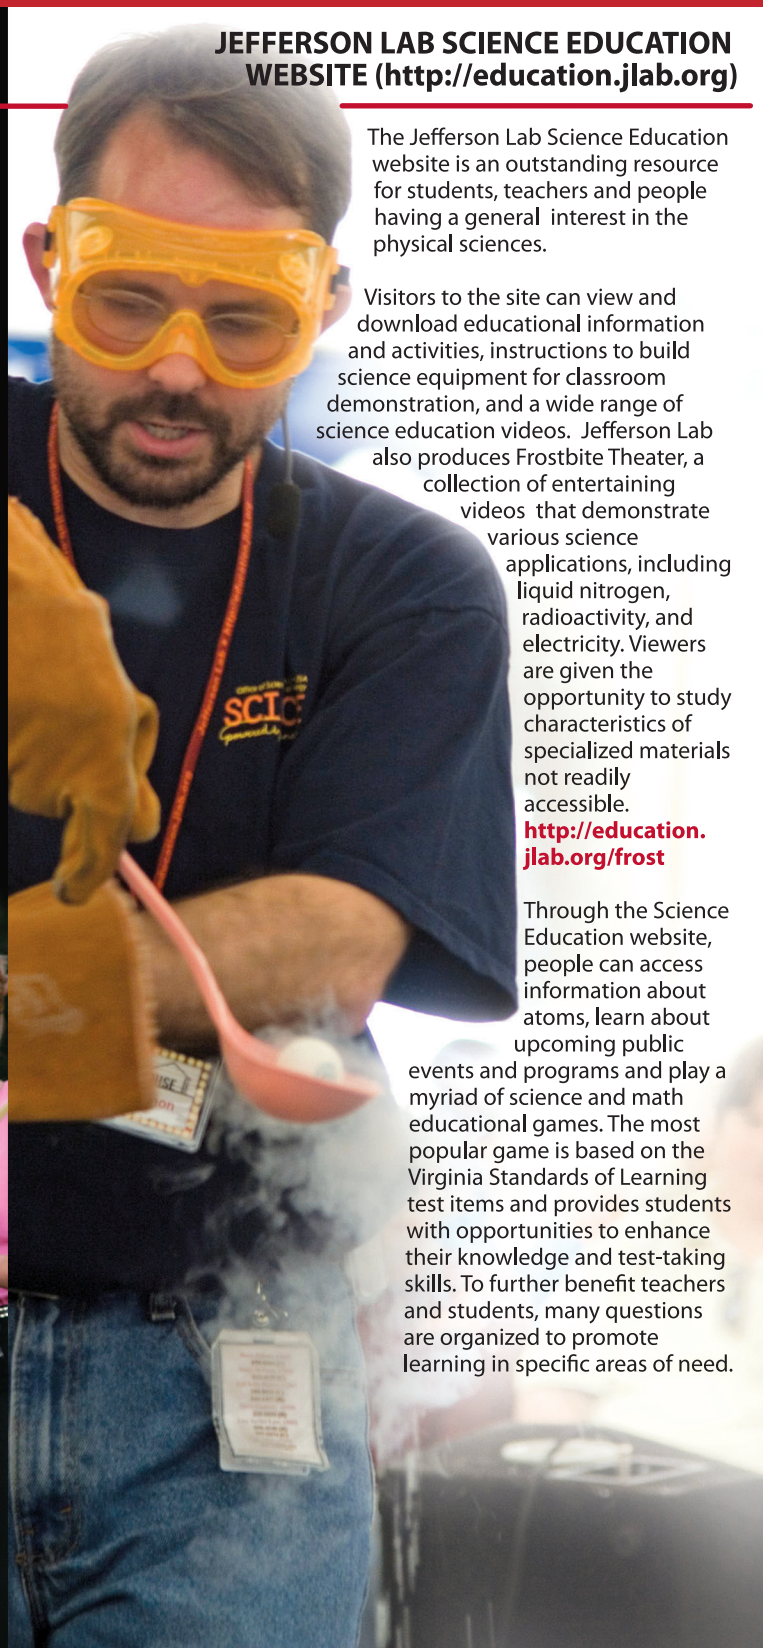 JEFFERSON LAB SCIENCE EDUCATION
WEBSITE (http://education.jlab.org)
The Jefferson Lab Science Education
website is an outstanding resource
for students, teachers and people
having a general interest in the
physical sciences.
Visitors to the site can view and
download educational information
and activities, instructions to build
science equipment for classroom
demonstration, and a wide range of
science education videos. Jefferson Lab
also produces Frostbite Theater, a
collection of entertaining
videos that demonstrate
various science
applications, including
liquid nitrogen,
radioactivity, and
electricity. Viewers
are given the
opportunity to study
characteristics of
specialized materials
not readily
accessible.
http://education.
jlab.org/frost
Through the Science
Education website,
people can access
information about
atoms, learn about
upcoming public
events and programs and play a
myriad of science and math
educational games. The most
popular game is based on the
Virginia Standards of Learning
test items and provides students
with opportunities to enhance
their knowledge and test-taking
skills. To further benefit teachers
and students, many questions
are organized to promote
learning in specific areas of need.
Jefferson Lab